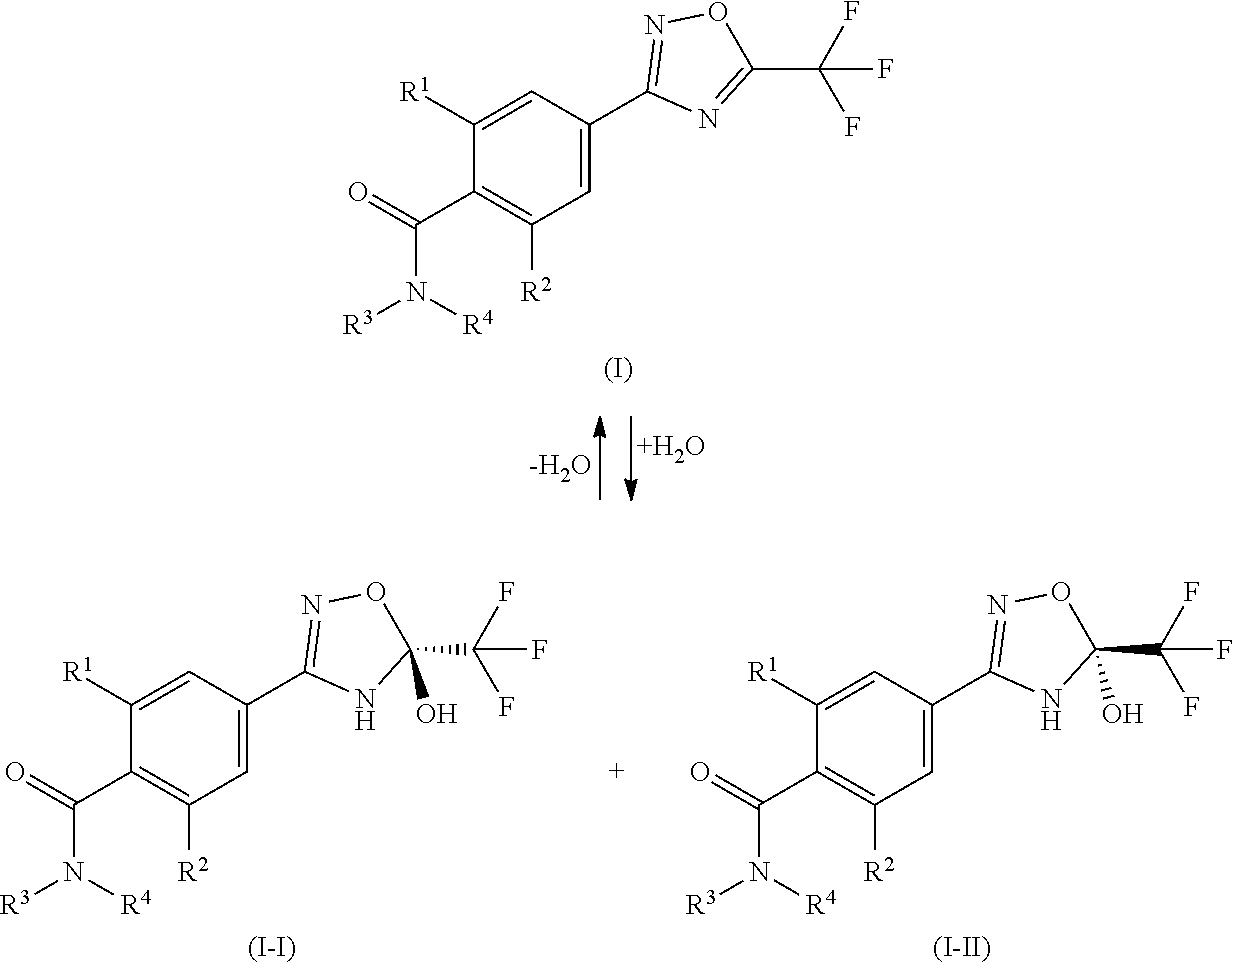 N O F
R¹ F
N F
O
N R²
R³ R⁴
(I)
-H₂O +H₂O
N O F
R¹ F
N
H OH F
O
N R²
R³ R⁴
(I-I)
+
N O F
R¹ F
N
H OH F
O
N R²
R³ R⁴
(I-II)